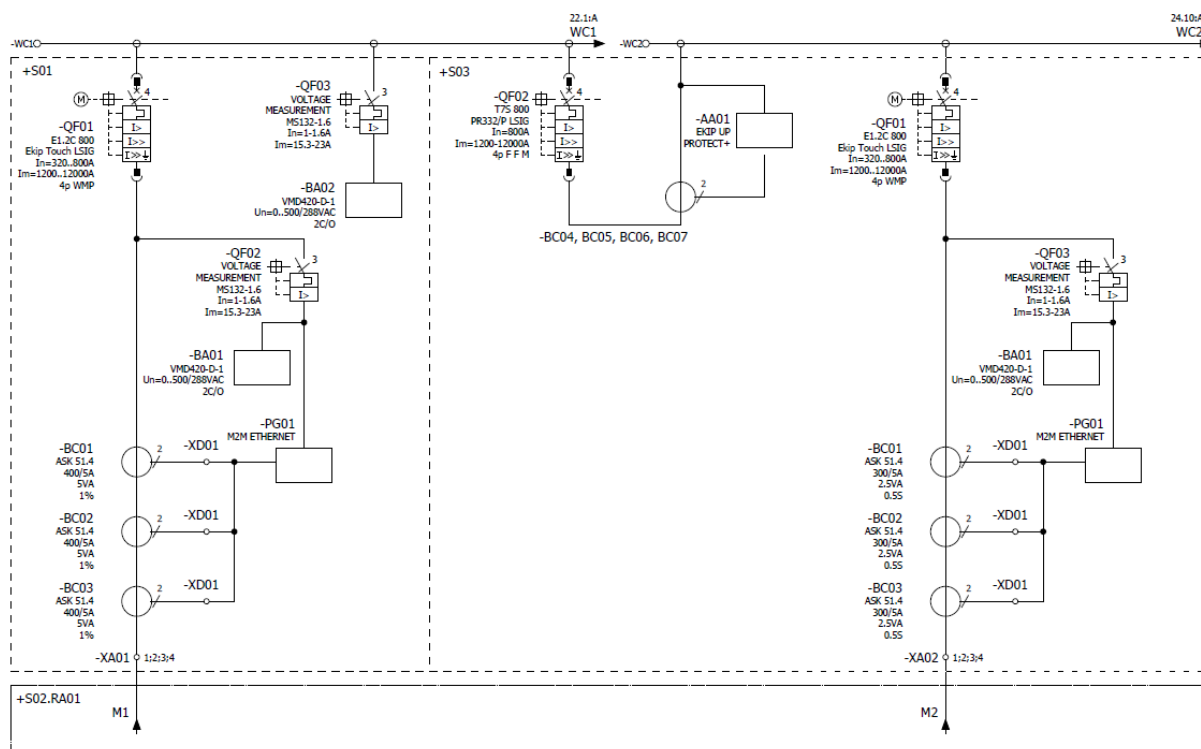 22.1:A
WC1
24.10:A
WC2
-WC1
-WC2
+S01
+S03
M
4
-QF01
E1.2C 800
Ekip Touch LSIG
In=320..800A
Im=1200..12000A
4p WMP
I>
I>>
I>>
-QF03
VOLTAGE
MEASUREMENT
MS132-1.6
In=1-1.6A
Im=15.3-23A
3
I>
-BA02
VMD420-D-1
Un=0..500/288VAC
2C/O
-QF02
T7S 800
PR332/P LSIG
In=800A
Im=1200-12000A
4p F F M
4
I>
I>>
I>>
-AA01
EKIP UP
PROTECT+
2
-BC04, BC05, BC06, BC07
M
4
-QF01
E1.2C 800
Ekip Touch LSIG
In=320..800A
Im=1200..12000A
4p WMP
I>
I>>
I>>
-QF02
VOLTAGE
MEASUREMENT
MS132-1.6
In=1-1.6A
Im=15.3-23A
3
I>
-BA01
VMD420-D-1
Un=0..500/288VAC
2C/O
-PG01
M2M ETHERNET
-BC01
ASK 51.4
400/5A
5VA
1%
2
-XD01
-BC02
ASK 51.4
400/5A
5VA
1%
2
-XD01
-BC03
ASK 51.4
400/5A
5VA
1%
2
-XD01
-XA01
1;2;3;4
-QF03
VOLTAGE
MEASUREMENT
MS132-1.6
In=1-1.6A
Im=15.3-23A
3
I>
-BA01
VMD420-D-1
Un=0..500/288VAC
2C/O
-PG01
M2M ETHERNET
-BC01
ASK 51.4
300/5A
2.5VA
0.5S
2
-XD01
-BC02
ASK 51.4
300/5A
2.5VA
0.5S
2
-XD01
-BC03
ASK 51.4
300/5A
2.5VA
0.5S
2
-XD01
-XA02
1;2;3;4
+S02.RA01
M1
M2